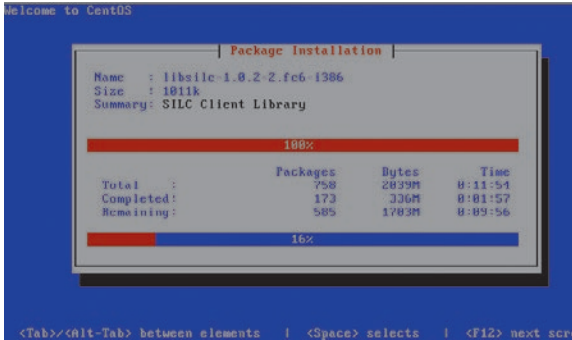 Welcome to CentOS
Package Installation
Name : libsilc-1.0.2-2.fc6-i386
Size : 1011k
Summary: SILC Client Library
100%
Packages Bytes Time
Total : 758 2039M 0:11:54
Completed: 173 336M 0:01:57
Remaining: 585 1703M 0:09:56
16%
<Tab>/<Alt-Tab> between elements | <Space> selects | <F12> next scre